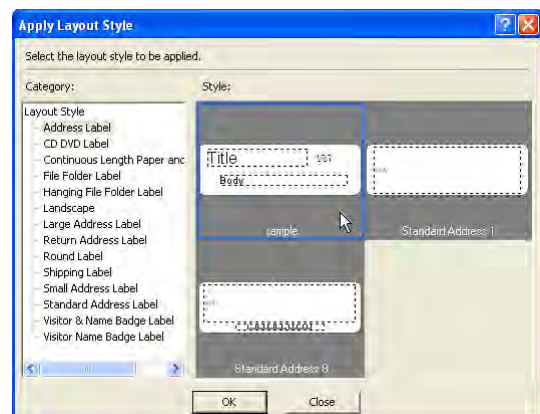 Apply Layout Style
Select the layout style to be applied.
Category:
Style:
Layout Style
Address Label
CD DVD Label
Continuous Length Paper and
File Folder Label
Hanging File Folder Label
Landscape
Large Address Label
Return Address Label
Round Label
Shipping Label
Small Address Label
Standard Address Label
Visitor & Name Badge Label
Visitor Name Badge Label
Title
Body
sample
Standard Address 1
Standard Address 8
OK
Close